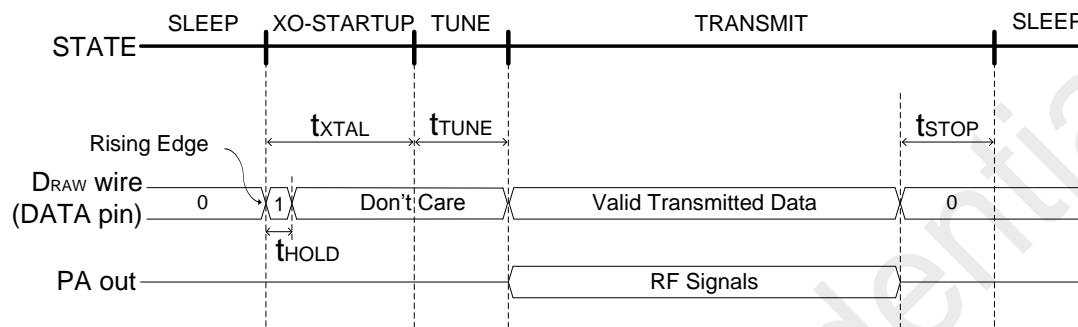 SLEEP XO-STARTUP TUNE TRANSMIT SLEEP
STATE
tXTAL tTUNE tSTOP
Rising Edge
DRAW wire
(DATA pin)
0 1 Don't Care Valid Transmitted Data 0
tHOLD
PA out RF Signals